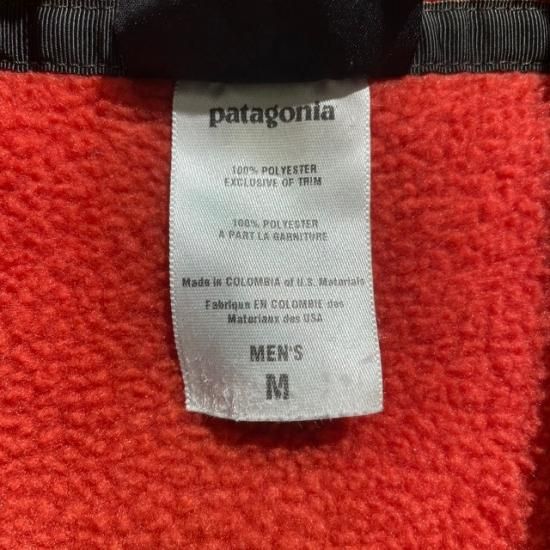 patagonia
100% POLYESTER
EXCLUSIVE OF TRIM
100% POLYESTER
A PART LA GARNITURE
Made in COLOMBIA of U.S. Materials
Fabrique EN COLOMBIE des
Materiaux des USA
MEN'S
M